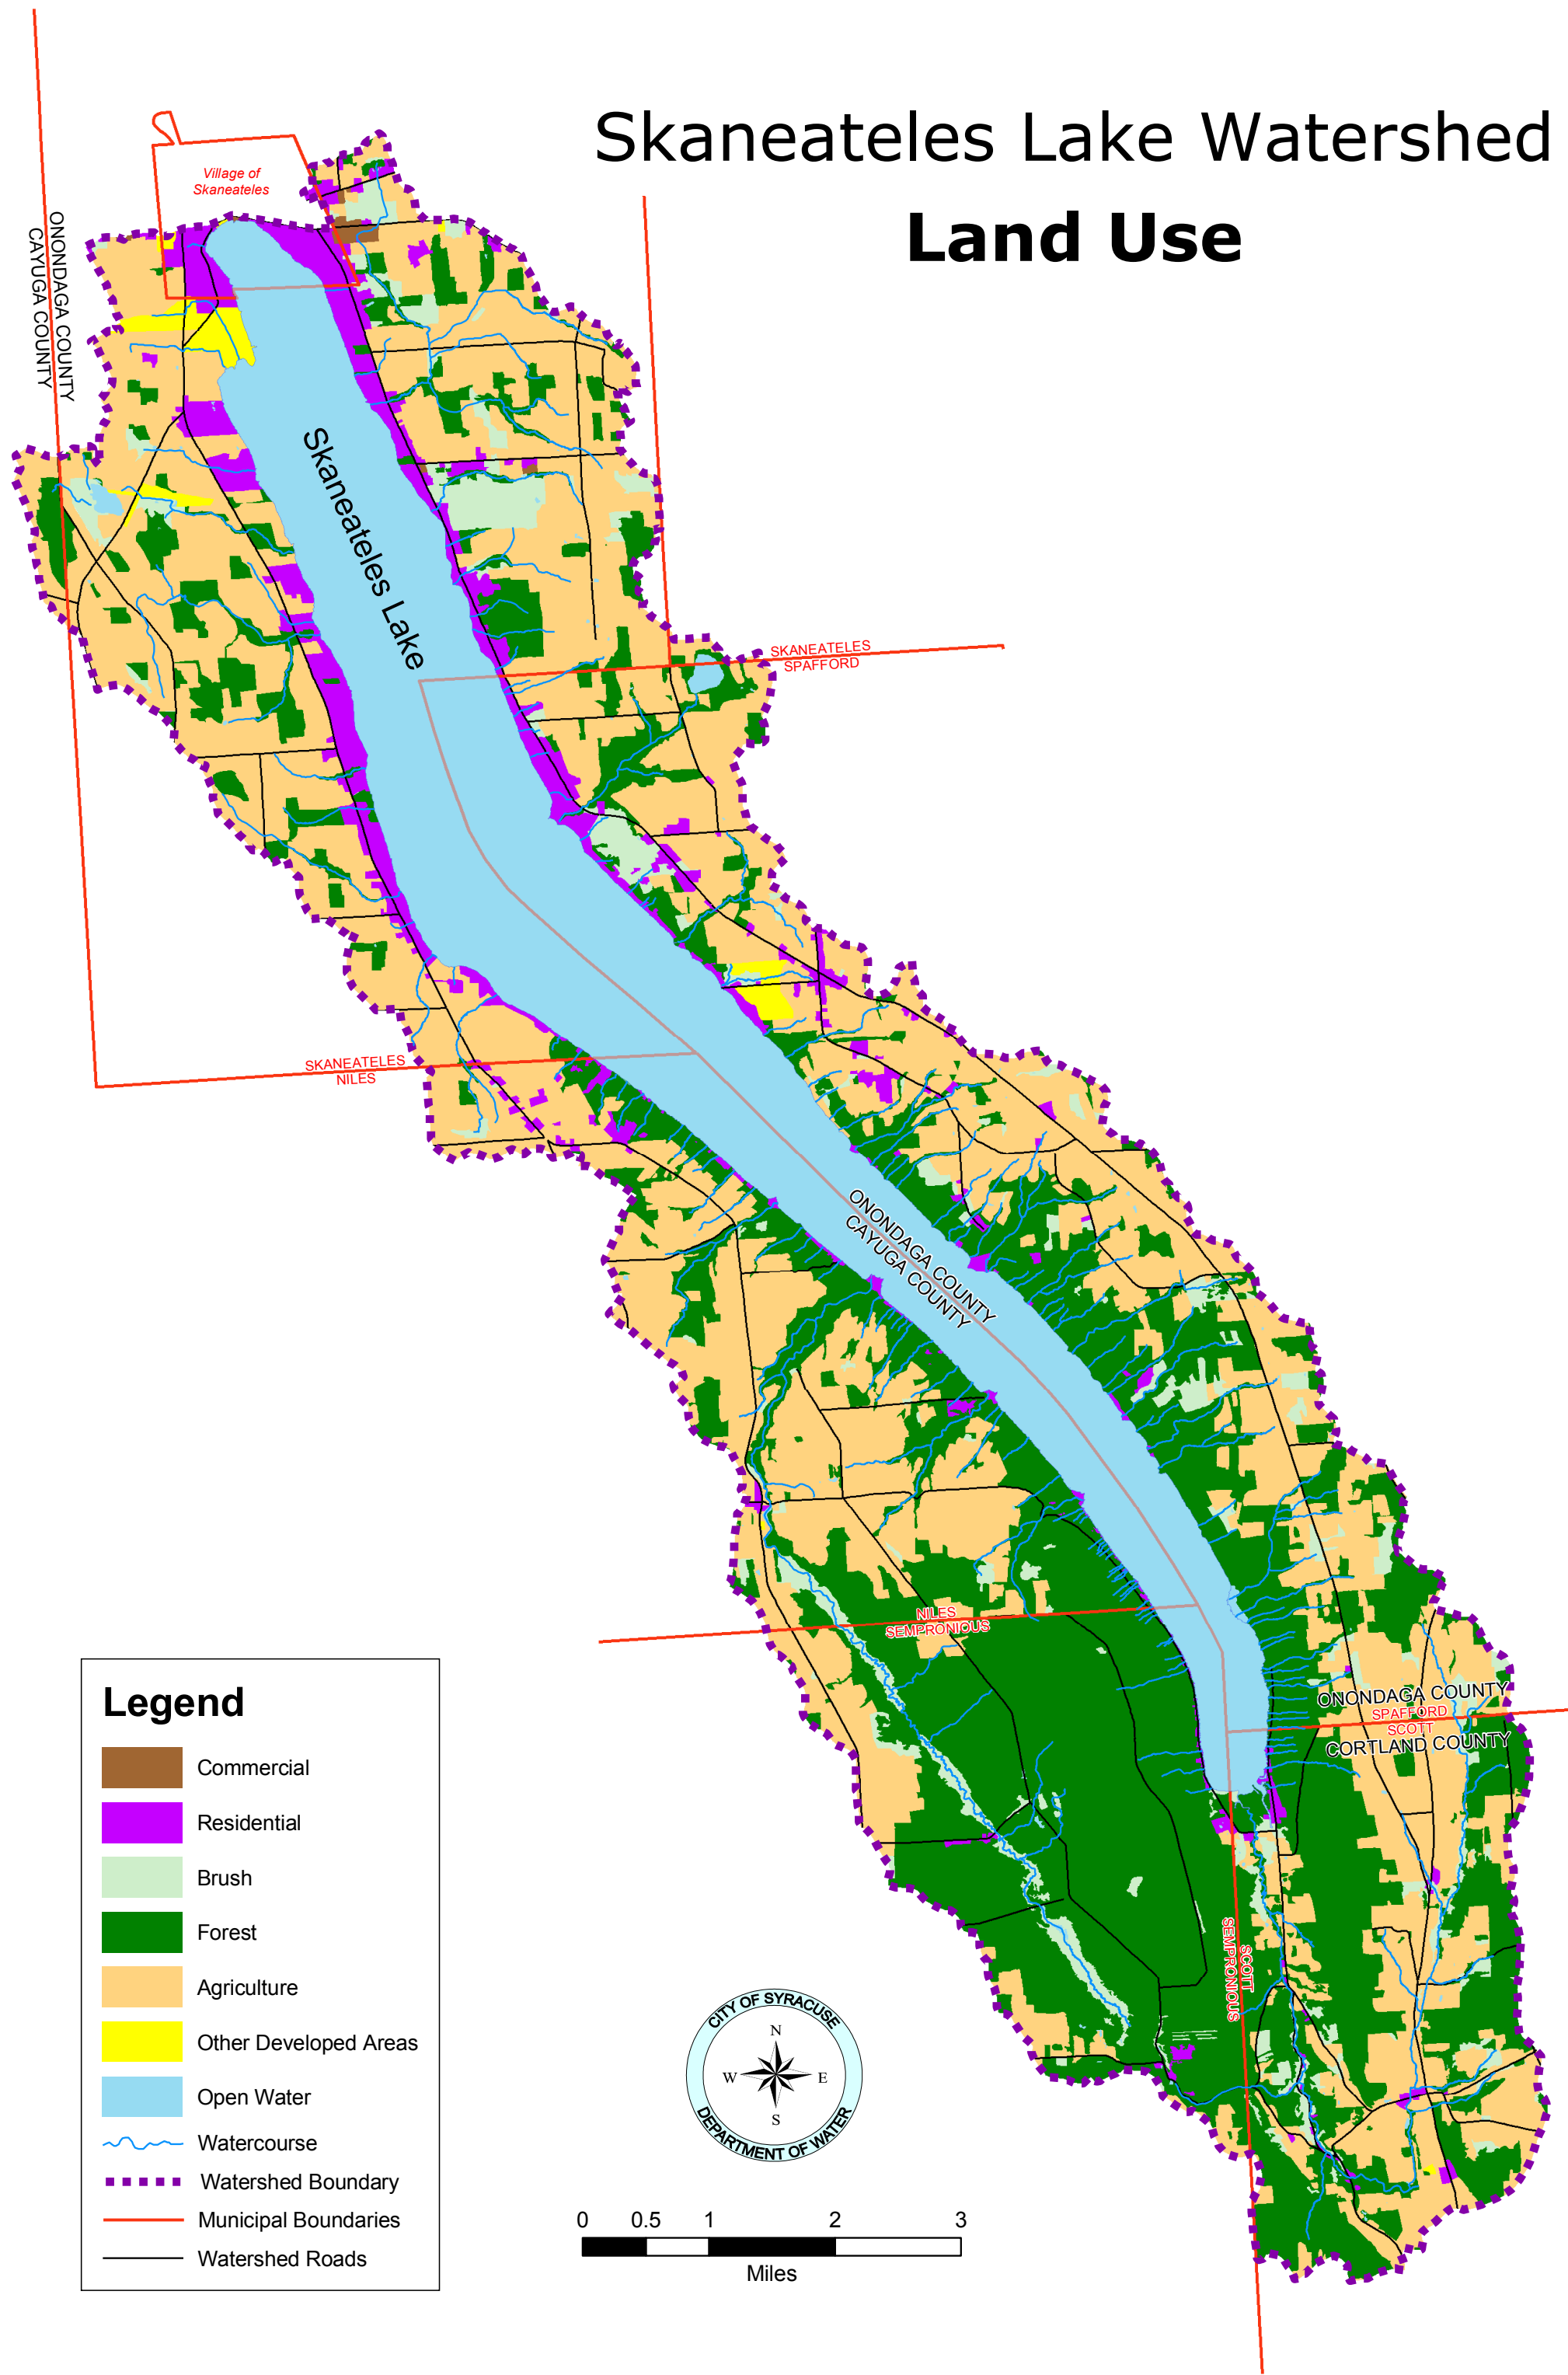 Skaneateles Lake Watershed
Land Use
Village of
Skaneateles
ONONDAGA COUNTY
CAYUGA COUNTY
Skaneateles Lake
SKANEATELES
SPAFFORD
SKANEATELES
NILES
ONONDAGA COUNTY
CAYUGA COUNTY
NILES
SEMPRONIOUS
ONONDAGA COUNTY
SPAFFORD
SCOTT
CORTLAND COUNTY
SCOTT
SEMPRONIOUS
Legend
Commercial
Residential
Brush
Forest
Agriculture
Other Developed Areas
Open Water
Watercourse
Watershed Boundary
Municipal Boundaries
Watershed Roads
CITY OF SYRACUSE
N
W E
S
DEPARTMENT OF WATER
0 0.5 1 2 3
Miles